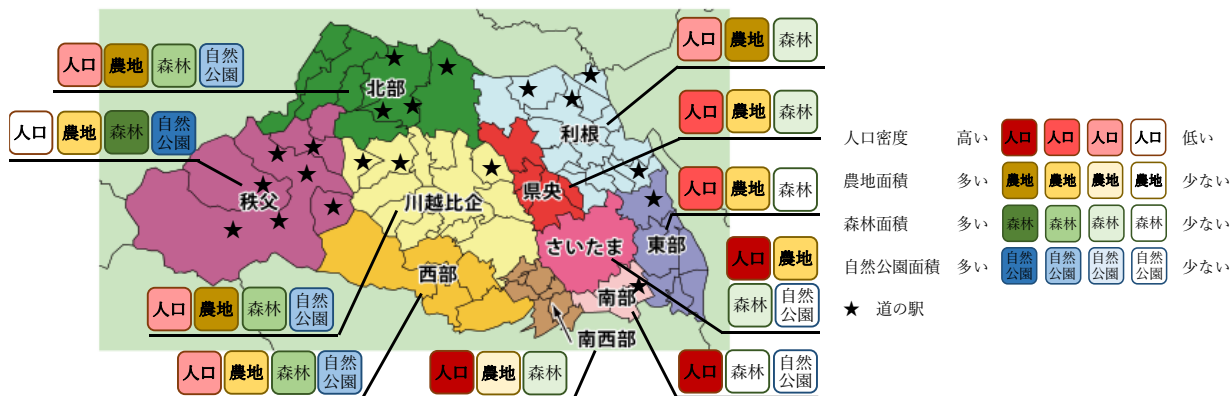 人口 農地 森林
人口 農地 森林 自然公園
北部
人口 農地 森林 自然公園
利根
人口 農地 森林
秩父
県央
川越比企
人口 農地 森林
さいたま
東部
人口 農地
森林 自然公園
西部
南部
人口 農地 森林 自然公園
南西部
人口 農地 森林 自然公園
人口 農地 森林
人口 森林 自然公園
人口密度 高い 人口 人口 人口 人口 低い
農地面積 多い 農地 農地 農地 農地 少ない
森林面積 多い 森林 森林 森林 森林 少ない
自然公園面積 多い 自然公園 自然公園 自然公園 自然公園 少ない
★ 道の駅